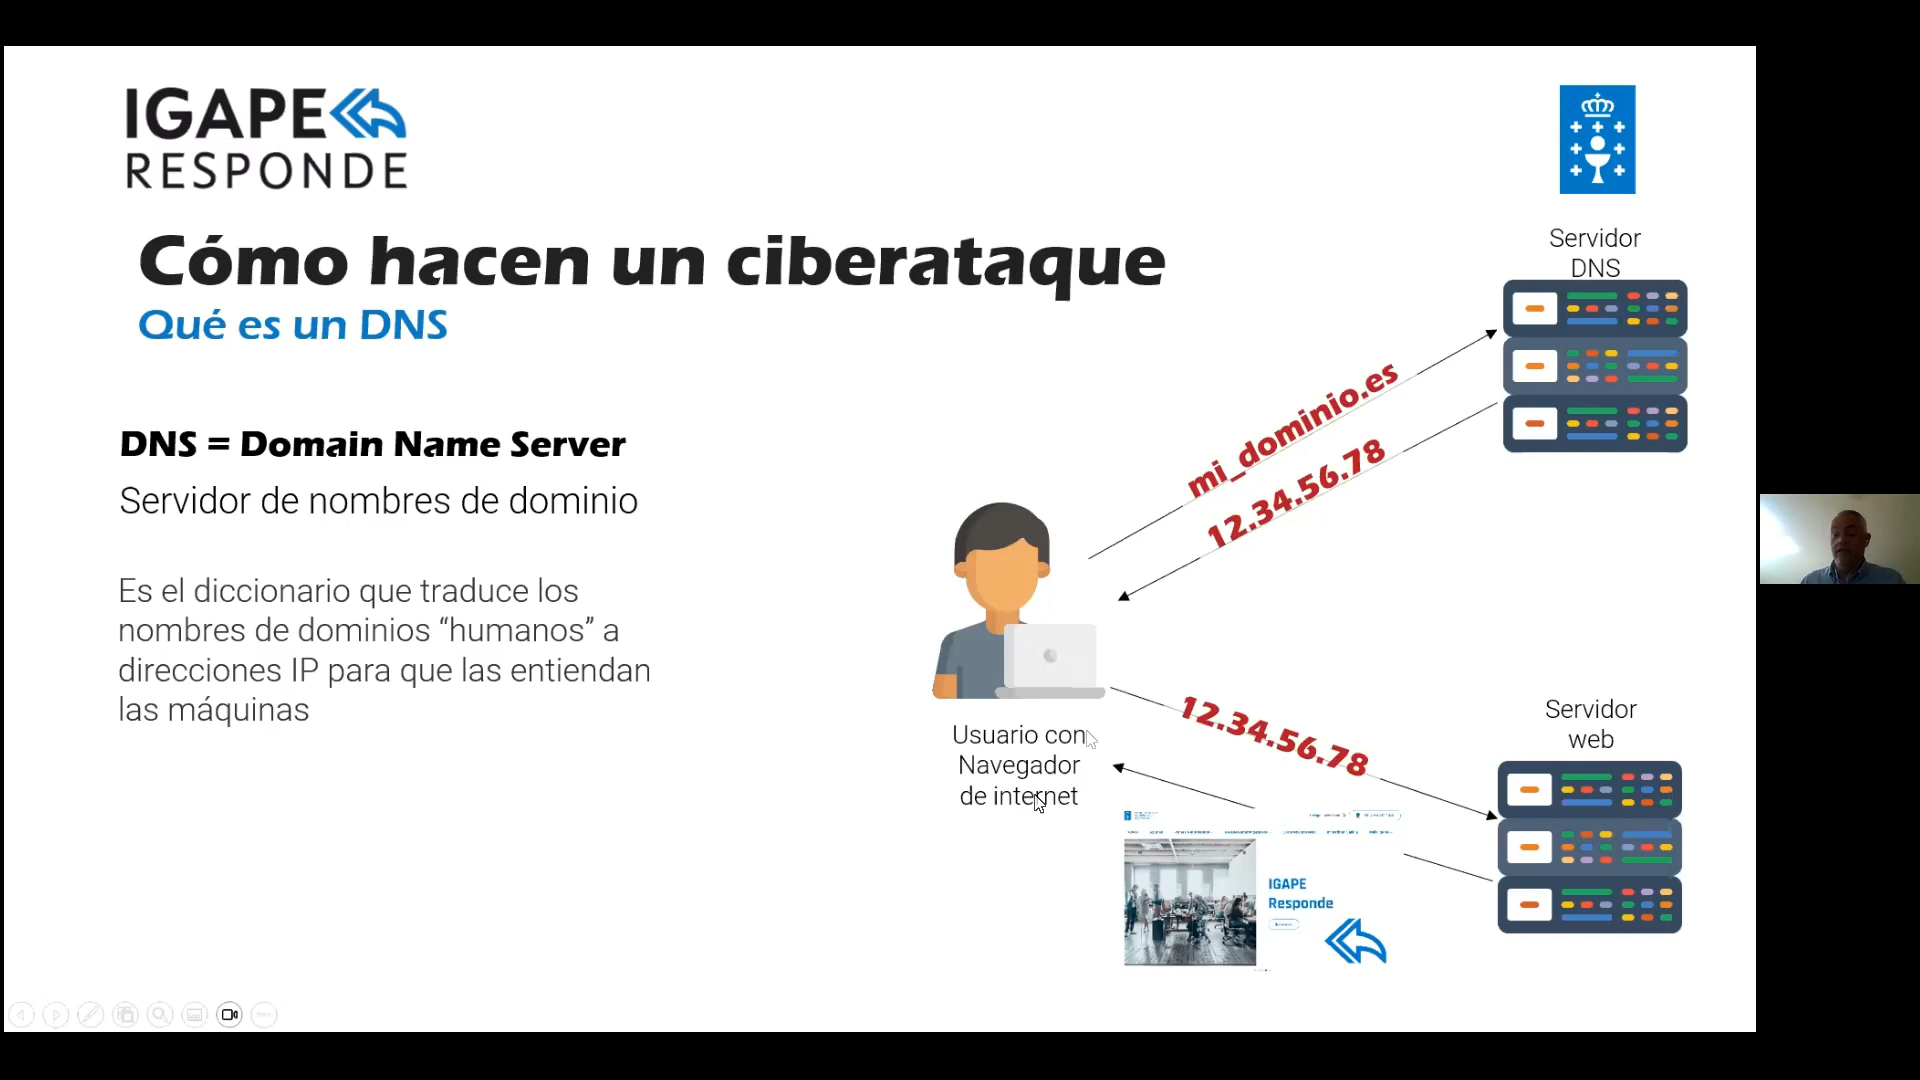 IGAPE
RESPONDE
Cómo hacen un ciberataque
Qué es un DNS
DNS = Domain Name Server
Servidor de nombres de dominio
Es el diccionario que traduce los
nombres de dominios “humanos” a
direcciones IP para que las entiendan
las máquinas
Servidor
DNS
mi_dominio.es
12.34.56.78
Usuario con
Navegador
de internet
12.34.56.78
Servidor
web
IGAPE
Responde